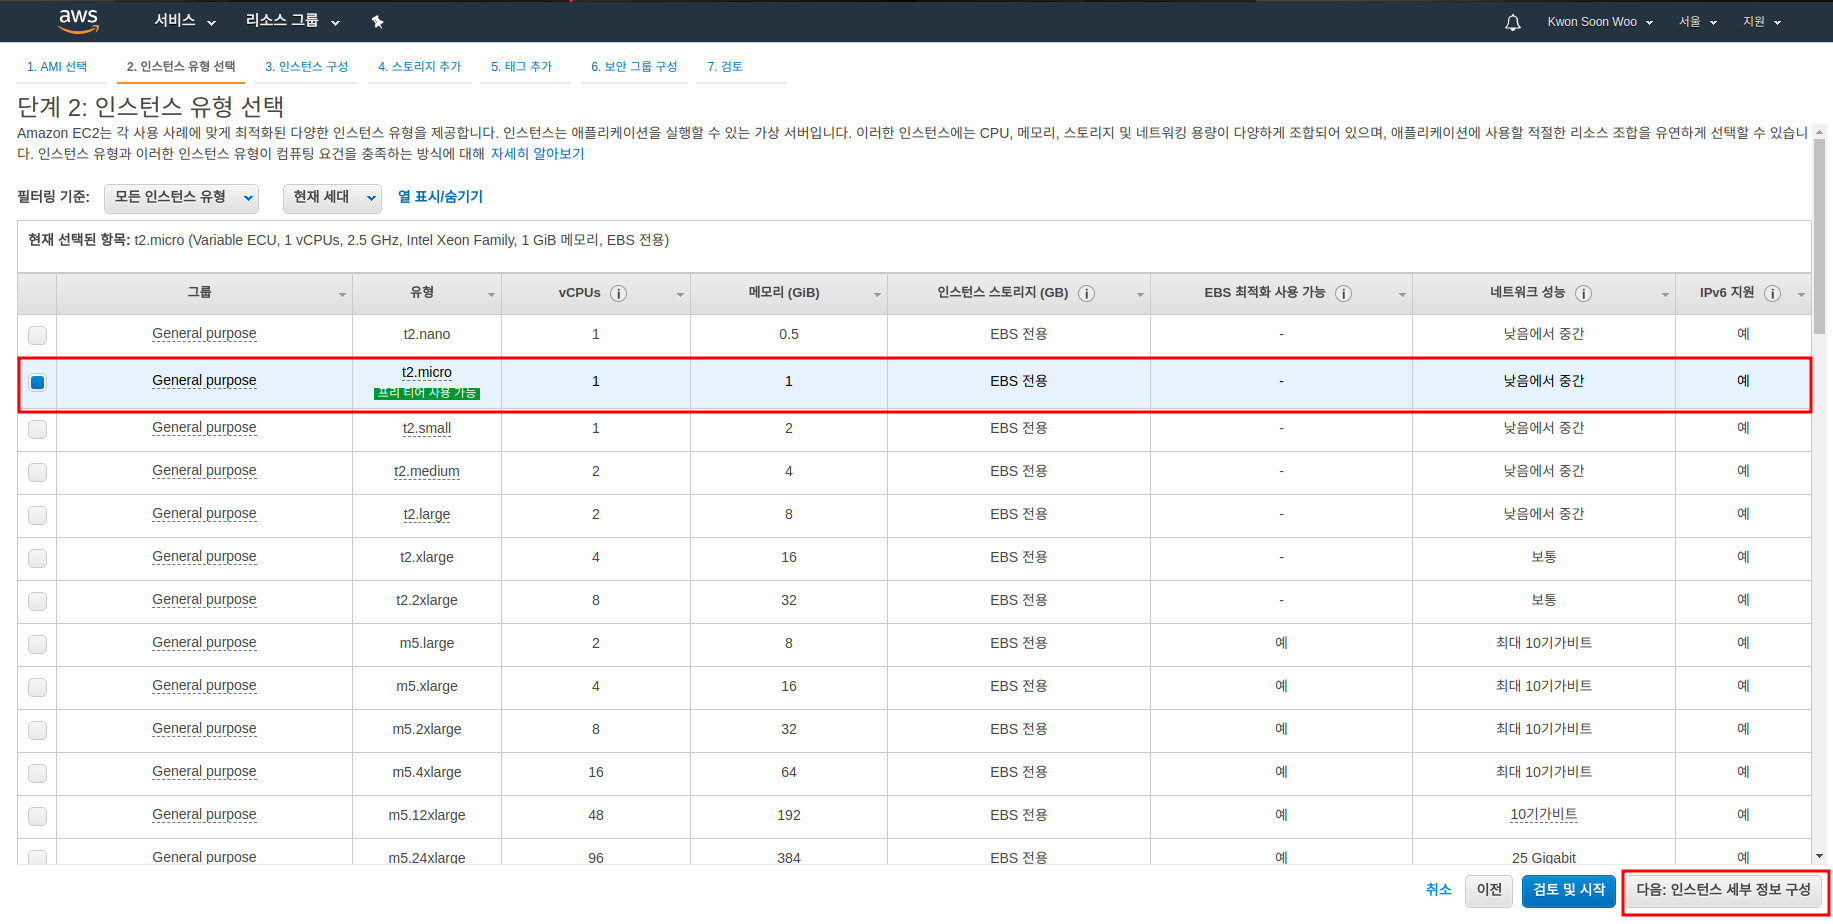 aws 서비스 리소스 그룹 Kwon Soon Woo 서울 지원
1. AMI 선택 2. 인스턴스 유형 선택 3. 인스턴스 구성 4. 스토리지 추가 5. 태그 추가 6. 보안 그룹 구성 7. 검토
단계 2: 인스턴스 유형 선택
Amazon EC2는 각 사용 사례에 맞게 최적화된 다양한 인스턴스 유형을 제공합니다. 인스턴스는 애플리케이션을 실행할 수 있는 가상 서버입니다. 이러한 인스턴스에는 CPU, 메모리, 스토리지 및 네트워킹 용량이 다양하게 조합되어 있으며, 애플리케이션에 사용할 적절한 리소스 조합을 유연하게 선택할 수 있습니
다. 인스턴스 유형과 이러한 인스턴스 유형이 컴퓨팅 요건을 충족하는 방식에 대해 자세히 알아보기
필터링 기준: 모든 인스턴스 유형 현재 세대 열 표시/숨기기
현재 선택된 항목: t2.micro (Variable ECU, 1 vCPUs, 2.5 GHz, Intel Xeon Family, 1 GiB 메모리, EBS 전용)
그룹 유형 vCPUs 메모리 (GiB) 인스턴스 스토리지 (GB) EBS 최적화 사용 가능 네트워크 성능 IPv6 지원
General purpose t2.nano 1 0.5 EBS 전용 - 낮음에서 중간 예
General purpose t2.micro 1 1 EBS 전용 - 낮음에서 중간 예
프리 티어 사용 가능
General purpose t2.small 1 2 EBS 전용 - 낮음에서 중간 예
General purpose t2.medium 2 4 EBS 전용 - 낮음에서 중간 예
General purpose t2.large 2 8 EBS 전용 - 낮음에서 중간 예
General purpose t2.xlarge 4 16 EBS 전용 - 보통 예
General purpose t2.2xlarge 8 32 EBS 전용 - 보통 예
General purpose m5.large 2 8 EBS 전용 예 최대 10기가비트 예
General purpose m5.xlarge 4 16 EBS 전용 예 최대 10기가비트 예
General purpose m5.2xlarge 8 32 EBS 전용 예 최대 10기가비트 예
General purpose m5.4xlarge 16 64 EBS 전용 예 최대 10기가비트 예
General purpose m5.12xlarge 48 192 EBS 전용 예 10기가비트 예
General purpose m5.24xlarge 96 384 EBS 전용 예 25 Gigabit 예
취소 이전 검토 및 시작 다음: 인스턴스 세부 정보 구성